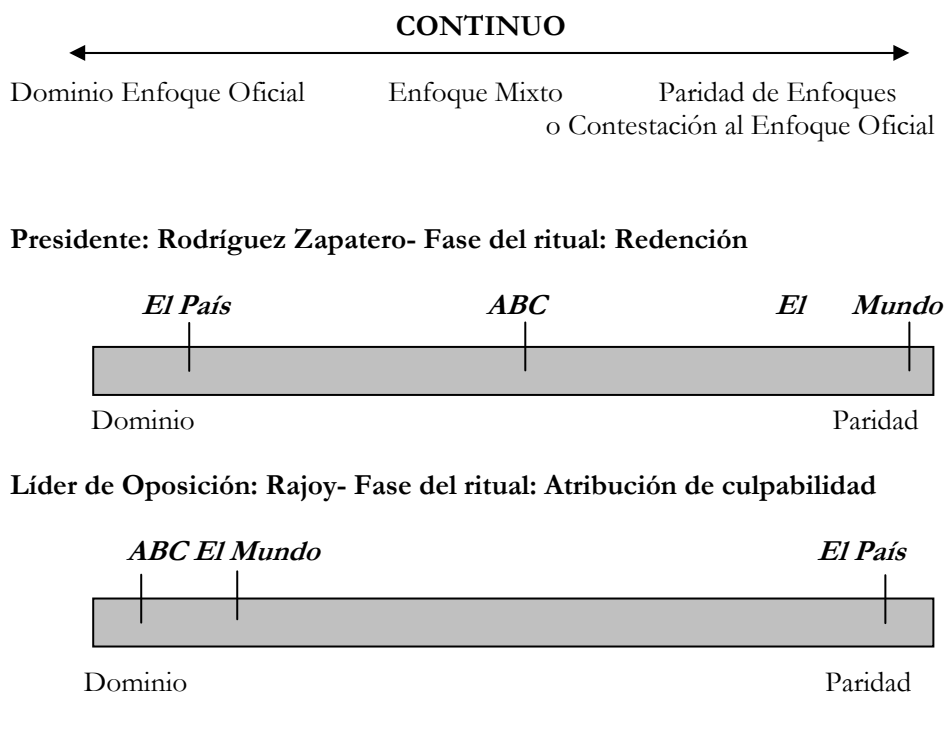 CONTINUO
Dominio Enfoque Oficial Enfoque Mixto Paridad de Enfoques
o Contestación al Enfoque Oficial
Presidente: Rodríguez Zapatero- Fase del ritual: Redención
El País ABC El Mundo
Dominio Paridad
Líder de Oposición: Rajoy- Fase del ritual: Atribución de culpabilidad
ABC El Mundo El País
Dominio Paridad